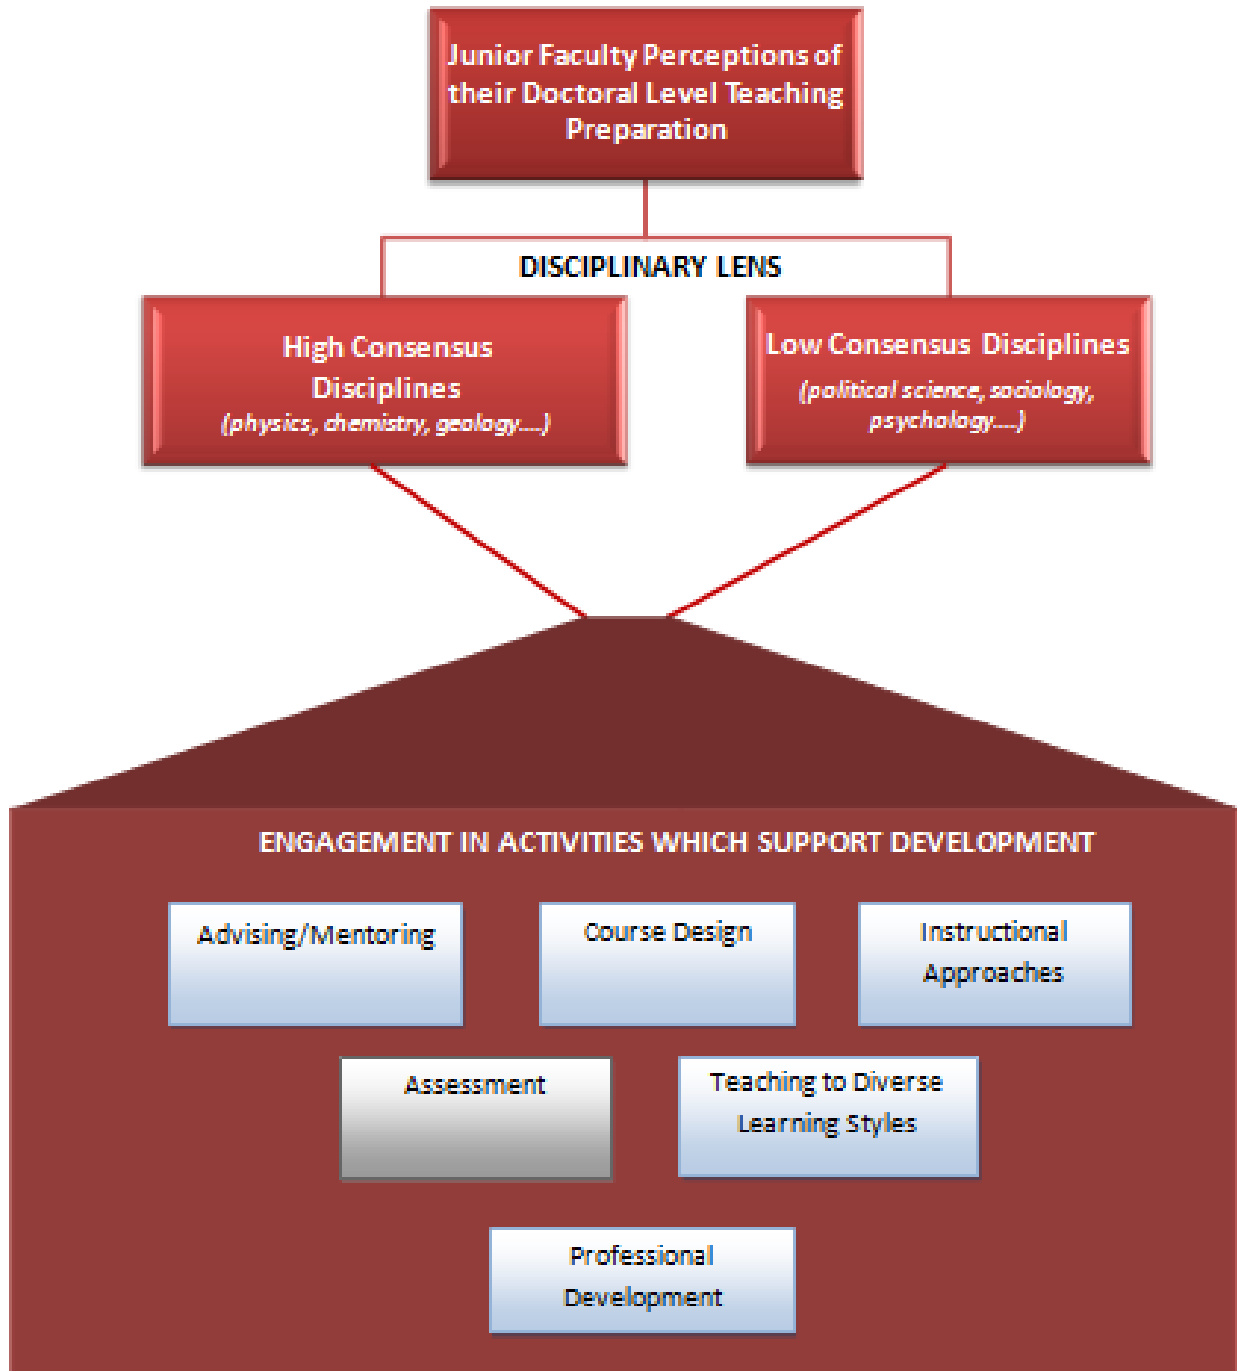 Junior Faculty Perceptions of
their Doctoral Level Teaching
Preparation
DISCIPLINARY LENS
High Consensus
Disciplines
(physics, chemistry, geology....)
Low Consensus Disciplines
(political science, sociology,
psychology....)
ENGAGEMENT IN ACTIVITIES WHICH SUPPORT DEVELOPMENT
Advising/Mentoring
Course Design
Instructional
Approaches
Assessment
Teaching to Diverse
Learning Styles
Professional
Development